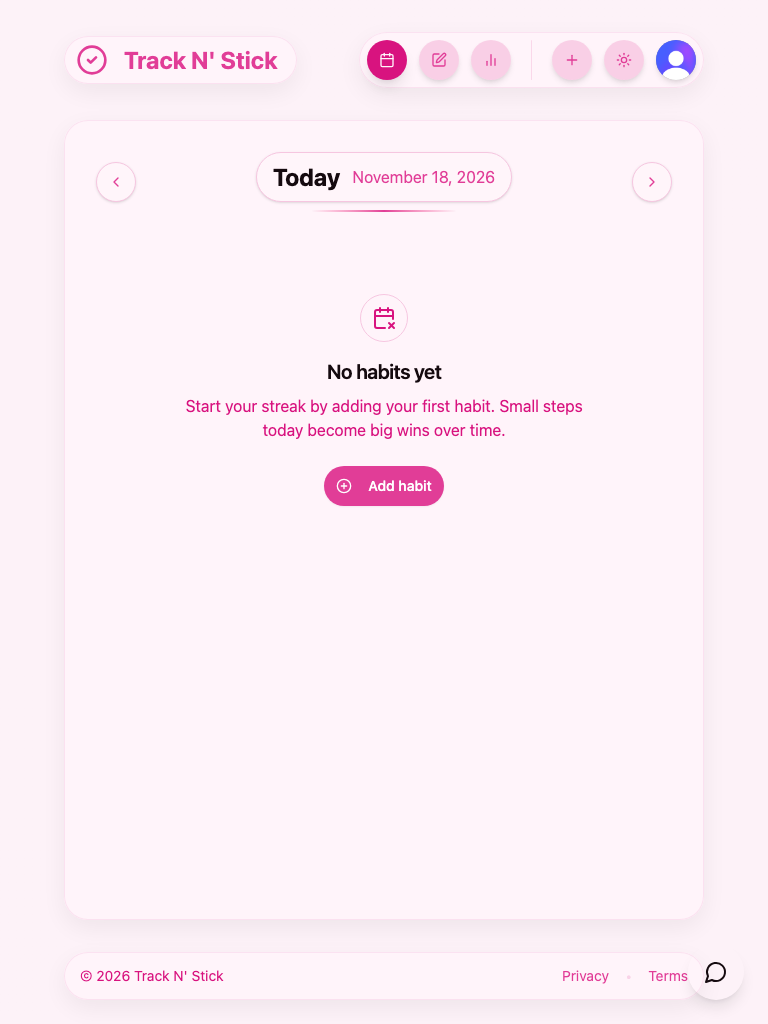 Track N' Stick
Today November 18, 2026
No habits yet
Start your streak by adding your first habit. Small steps
today become big wins over time.
Add habit
© 2026 Track N' Stick
Privacy • Terms